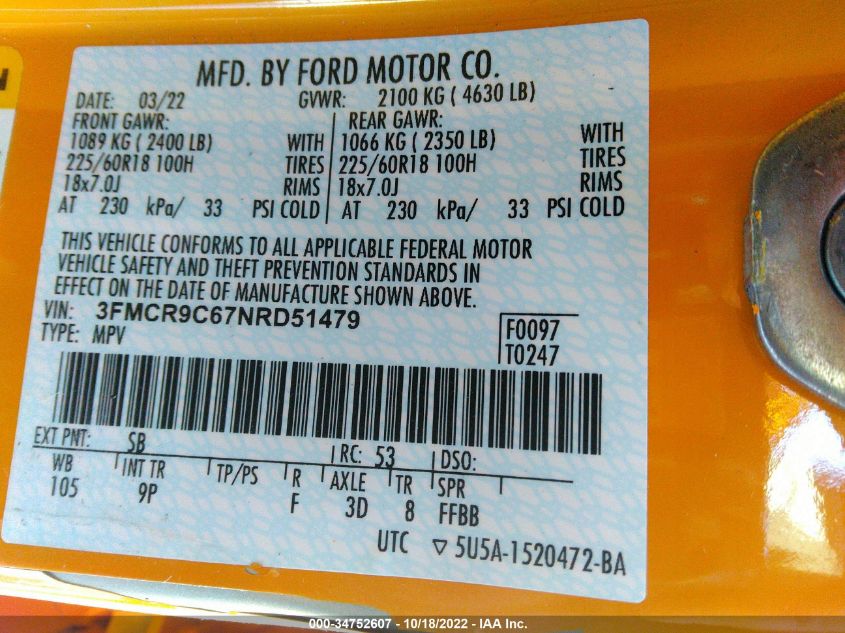 MFD. BY FORD MOTOR CO.
DATE: 03/22 GVWR: 2100 KG ( 4630 LB)
FRONT GAWR: REAR GAWR:
1089 KG ( 2400 LB) WITH 1066 KG ( 2350 LB) WITH
225/60R18 100H TIRES 225/60R18 100H TIRES
18x7.0J RIMS 18x7.0J RIMS
AT 230 kPa/ 33 PSI COLD AT 230 kPa/ 33 PSI COLD
THIS VEHICLE CONFORMS TO ALL APPLICABLE FEDERAL MOTOR
VEHICLE SAFETY AND THEFT PREVENTION STANDARDS IN
EFFECT ON THE DATE OF MANUFACTURE SHOWN ABOVE.
VIN: 3FMCR9C67NRD51479
TYPE: MPV
F0097
T0247
EXT PNT: SB RC: 53 DSO:
WB INT TR TP/PS R AXLE TR SPR
105 9P F 3D 8 FFBB
UTC ▽ 5U5A-1520472-BA
000-34752607 - 10/18/2022 - IAA Inc.